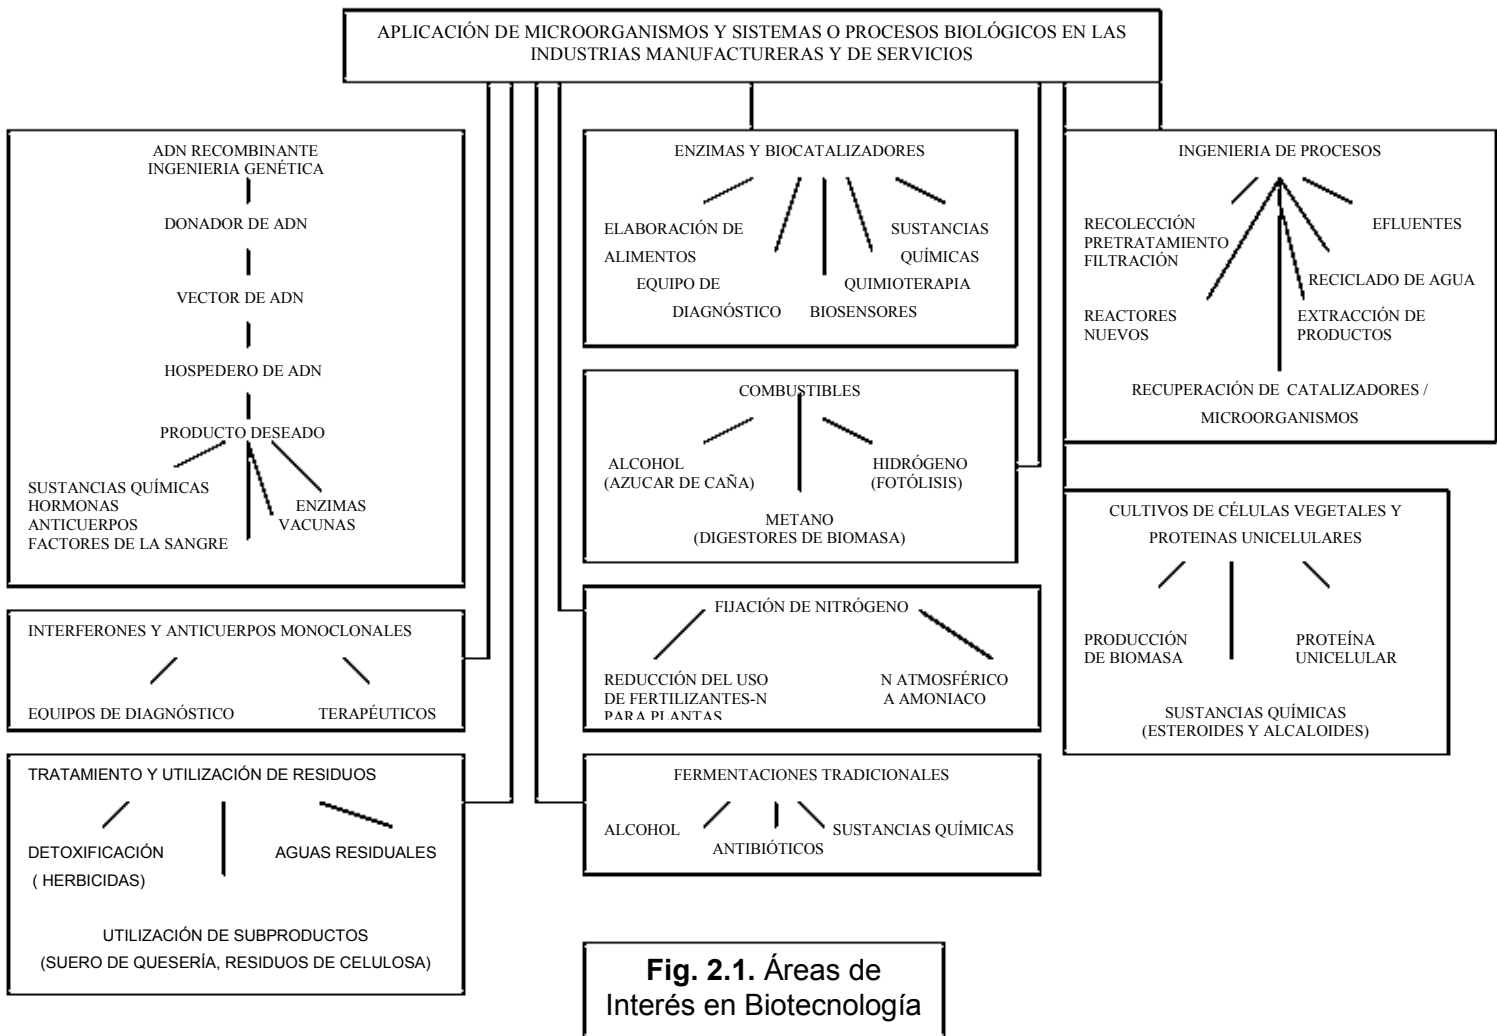 APLICACIÓN DE MICROORGANISMOS Y SISTEMAS O PROCESOS BIOLÓGICOS EN LAS
INDUSTRIAS MANUFACTURERAS Y DE SERVICIOS
ADN RECOMBINANTE
INGENIERIA GENÉTICA
DONADOR DE ADN
VECTOR DE ADN
HOSPEDERO DE ADN
PRODUCTO DESEADO
SUSTANCIAS QUÍMICAS
HORMONAS
ANTICUERPOS
FACTORES DE LA SANGRE
ENZIMAS
VACUNAS
INTERFERONES Y ANTICUERPOS MONOCLONALES
EQUIPOS DE DIAGNÓSTICO
TERAPÉUTICOS
TRATAMIENTO Y UTILIZACIÓN DE RESIDUOS
DETOXIFICACIÓN
( HERBICIDAS)
AGUAS RESIDUALES
UTILIZACIÓN DE SUBPRODUCTOS
(SUERO DE QUESERÍA, RESIDUOS DE CELULOSA)
ENZIMAS Y BIOCATALIZADORES
ELABORACIÓN DE
ALIMENTOS
EQUIPO DE
DIAGNÓSTICO
BIOSENSORES
QUIMIOTERAPIA
SUSTANCIAS
QUÍMICAS
COMBUSTIBLES
ALCOHOL
(AZUCAR DE CAÑA)
HIDRÓGENO
(FOTÓLISIS)
METANO
(DIGESTORES DE BIOMASA)
FIJACIÓN DE NITRÓGENO
REDUCCIÓN DEL USO
DE FERTILIZANTES-N
PARA PLANTAS
N ATMOSFÉRICO
A AMONIACO
FERMENTACIONES TRADICIONALES
ALCOHOL
ANTIBIÓTICOS
SUSTANCIAS QUÍMICAS
INGENIERIA DE PROCESOS
RECOLECCIÓN
PRETRATAMIENTO
FILTRACIÓN
EFLUENTES
RECICLADO DE AGUA
REACTORES
NUEVOS
EXTRACCIÓN DE
PRODUCTOS
RECUPERACIÓN DE CATALIZADORES /
MICROORGANISMOS
CULTIVOS DE CÉLULAS VEGETALES Y
PROTEINAS UNICELULARES
PRODUCCIÓN
DE BIOMASA
PROTEÍNA
UNICELULAR
SUSTANCIAS QUÍMICAS
(ESTEROIDES Y ALCALOIDES)
Fig. 2.1. Áreas de
Interés en Biotecnología